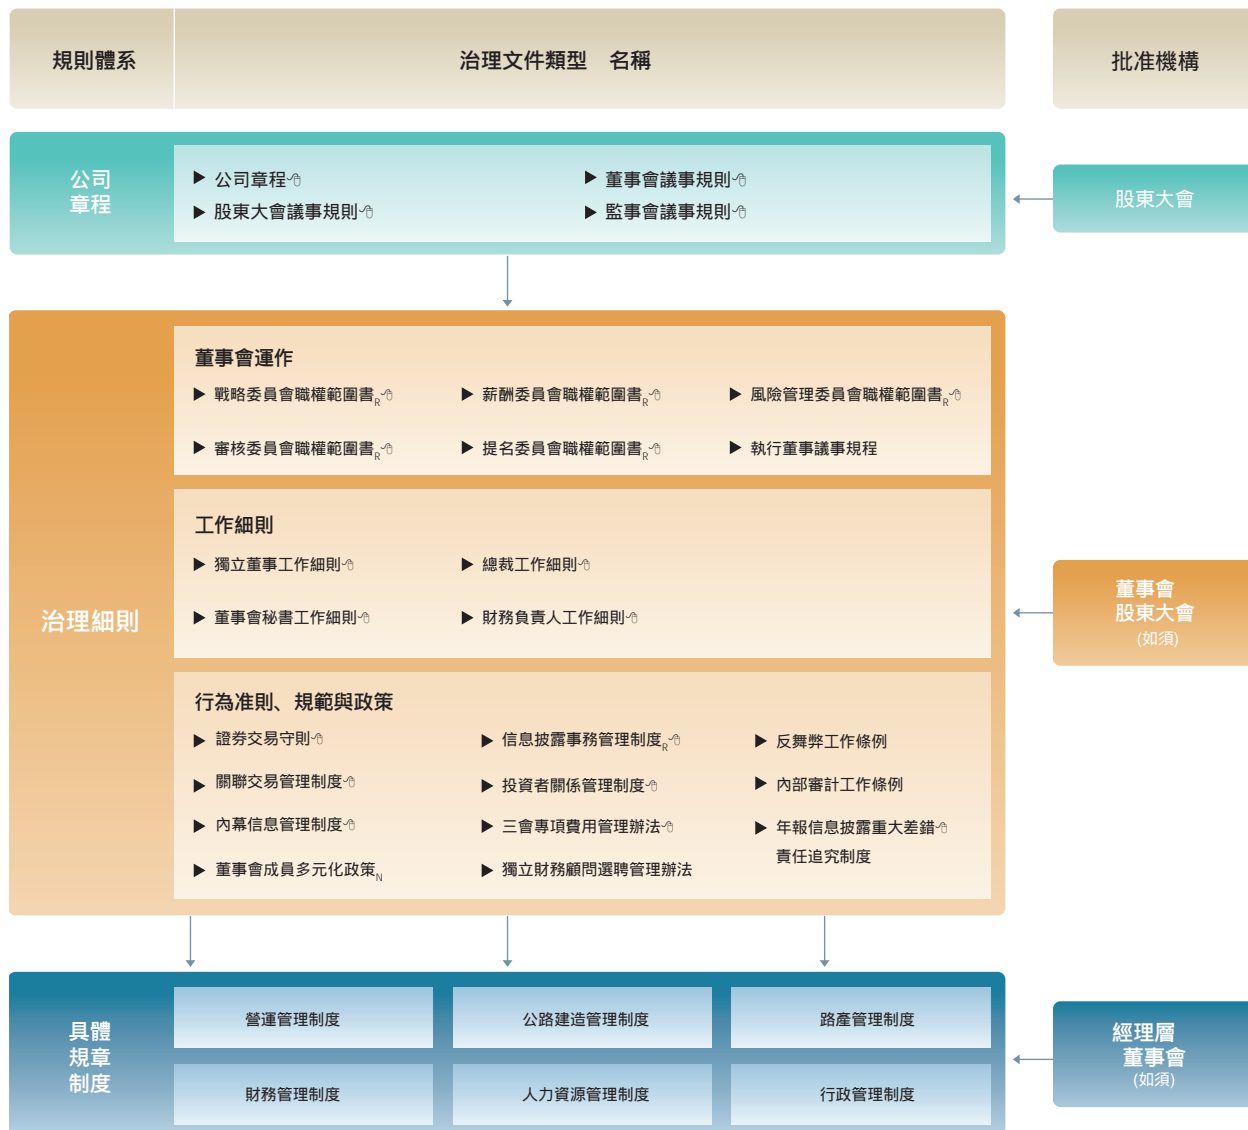 規則體系
治理文件類型　名稱
批准機構
公司
章程
▶ 公司章程
▶ 董事會議事規則
▶ 股東大會議事規則
▶ 監事會議事規則
股東大會
治理細則
董事會運作
▶ 戰略委員會職權範圍書R
▶ 薪酬委員會職權範圍書R
▶ 風險管理委員會職權範圍書R
▶ 審核委員會職權範圍書R
▶ 提名委員會職權範圍書R
▶ 執行董事議事規程
工作細則
▶ 獨立董事工作細則
▶ 總裁工作細則
▶ 董事會秘書工作細則
▶ 財務負責人工作細則
行為准則、規範與政策
▶ 證券交易守則
▶ 信息披露事務管理制度R
▶ 反舞弊工作條例
▶ 關聯交易管理制度
▶ 投資者關係管理制度
▶ 內部審計工作條例
▶ 內幕信息管理制度
▶ 三會專項費用管理辦法
▶ 年報信息披露重大差錯
責任追究制度
▶ 董事會成員多元化政策N
▶ 獨立財務顧問選聘管理辦法
董事會
股東大會
(如須)
具體
規章
制度
營運管理制度
公路建造管理制度
路產管理制度
財務管理制度
人力資源管理制度
行政管理制度
經理層
董事會
(如須)